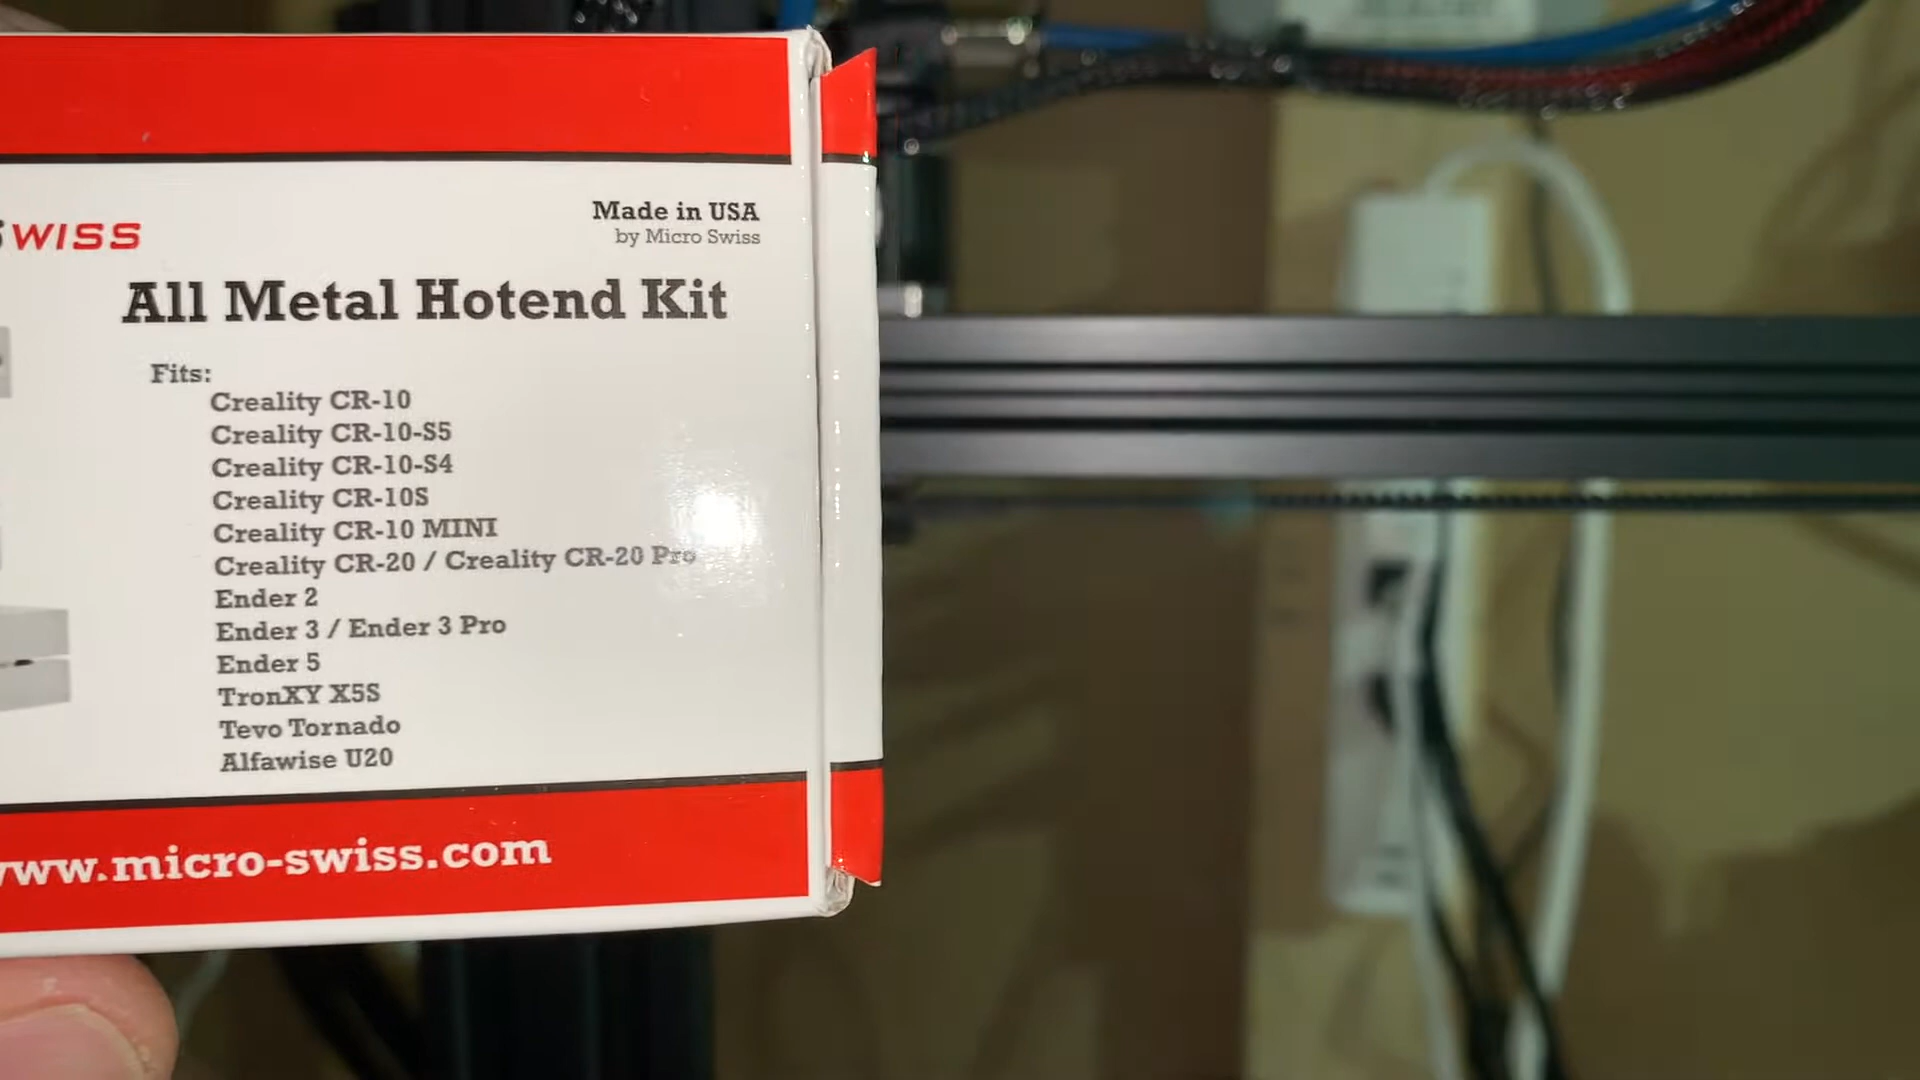 Swiss
Made in USA
by Micro Swiss
All Metal Hotend Kit
Fits:
Creality CR-10
Creality CR-10-S5
Creality CR-10-S4
Creality CR-10S
Creality CR-10 MINI
Creality CR-20 / Creality CR-20 Pro
Ender 2
Ender 3 / Ender 3 Pro
Ender 5
TronXY X5S
Tevo Tornado
Alfawise U20
www.micro-swiss.com